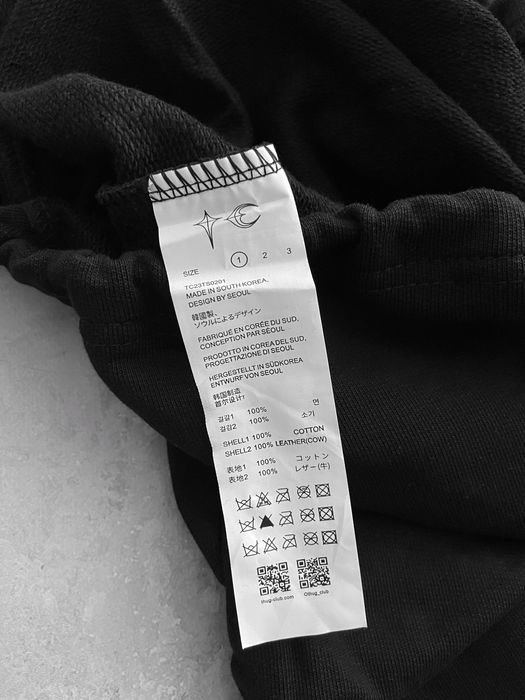 SIZE 1 2 3
TC23TS0201
MADE IN SOUTH KOREA.
DESIGN BY SEOUL
韓國製、
ソウルによるデザイン
FABRIQUÉ EN CORÉE DU SUD,
CONCEPTION PAR SÉOUL
PRODOTTO IN COREA DEL SUD,
PROGETTAZIONE DI SEOUL
HERGESTELLT IN SÜDKOREA
ENTWURF VON SEOUL
韩国制造
首尔设计
겉감1 100% 면
겉감2 100% 소가
SHELL1 100% COTTON
SHELL2 100% LEATHER(COW)
表地1 100% コットン
表地2 100% レザー(牛)
thug-club.com @thug_club